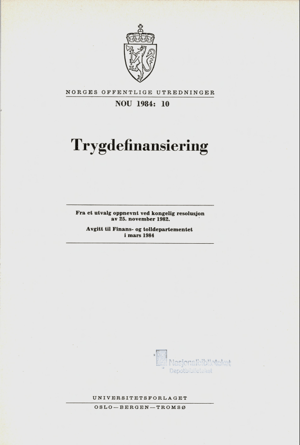 NORGES OFFENTLIGE UTREDNINGER
NOU 1984: 10
Trygdefinansiering
Fra et utvalg oppnevnt ved kongelig resolusjon
av 23. november 1982.
Avgitt til Finans- og tolldepartementet
i mars 1984
UNIVERSITETSFORLAGET
OSLO—BERGEN—TROMSØ